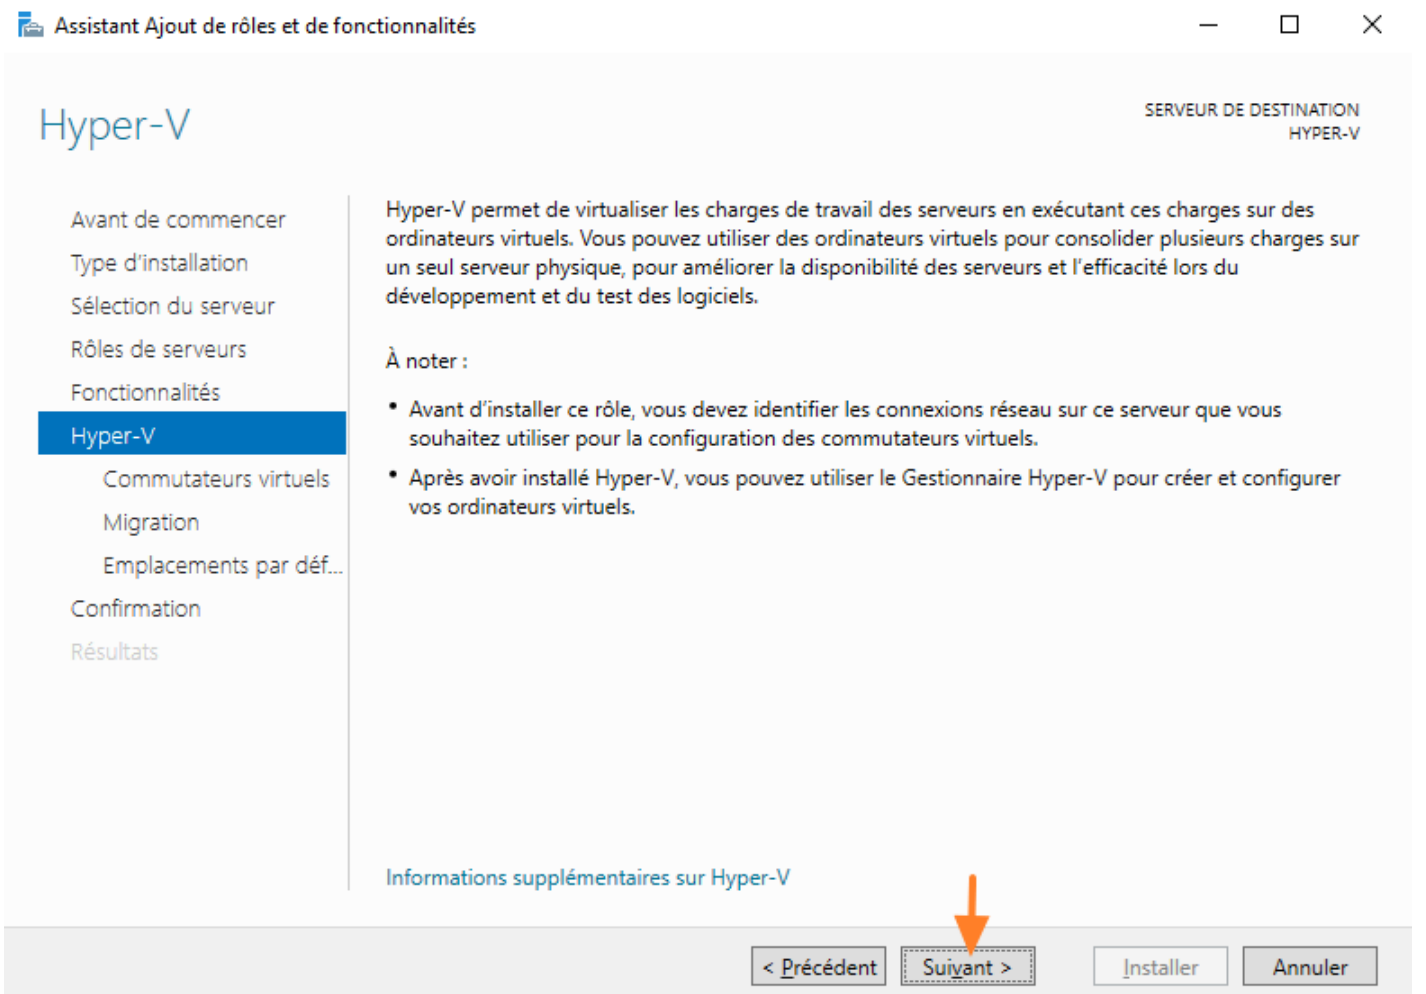 Assistant Ajout de rôles et de fonctionnalités
Hyper-V
SERVEUR DE DESTINATION
HYPER-V
Avant de commencer
Type d'installation
Sélection du serveur
Rôles de serveurs
Fonctionnalités
Hyper-V
Commutateurs virtuels
Migration
Emplacements par déf...
Confirmation
Résultats
Hyper-V permet de virtualiser les charges de travail des serveurs en exécutant ces charges sur des
ordinateurs virtuels. Vous pouvez utiliser des ordinateurs virtuels pour consolider plusieurs charges sur
un seul serveur physique, pour améliorer la disponibilité des serveurs et l'efficacité lors du
développement et du test des logiciels.
À noter :
• Avant d'installer ce rôle, vous devez identifier les connexions réseau sur ce serveur que vous
souhaitez utiliser pour la configuration des commutateurs virtuels.
• Après avoir installé Hyper-V, vous pouvez utiliser le Gestionnaire Hyper-V pour créer et configurer
vos ordinateurs virtuels.
Informations supplémentaires sur Hyper-V
< Précédent
Suivant >
Installer
Annuler